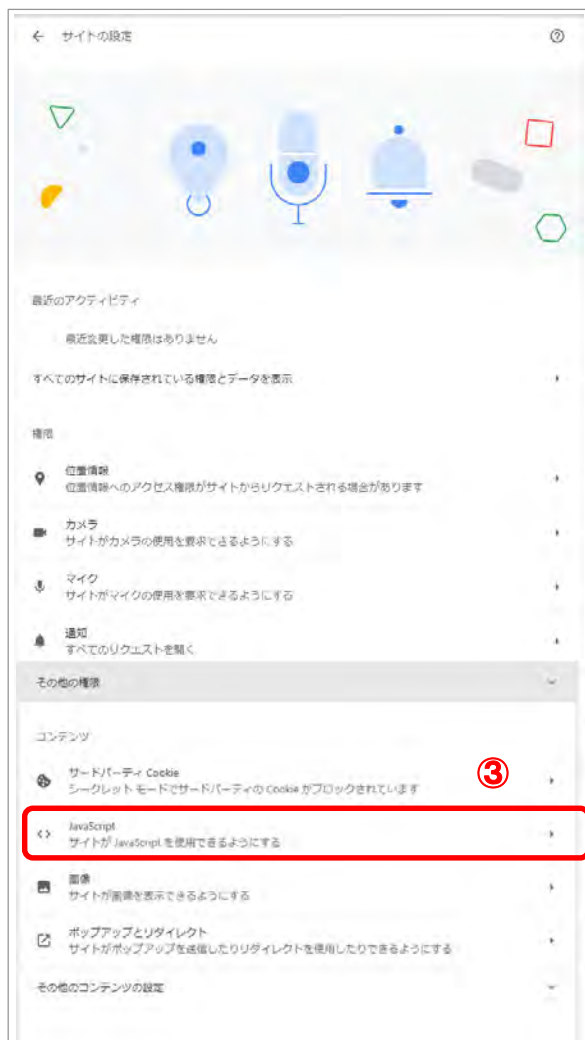 サイトの設定
最近のアクティビティ
最近変更した権限はありません
すべてのサイトに保存されている権限とデータを表示
権限
位置情報
位置情報へのアクセス権限がサイトからリクエストされる場合があります
カメラ
サイトがカメラの使用を要求できるようにする
マイク
サイトがマイクの使用を要求できるようにする
通知
すべてのリクエストを開く
その他の権限
コンテンツ
サードパーティ Cookie
シークレット モードでサードパーティの Cookie がブロックされています
③
JavaScript
サイトが JavaScript を使用できるようにする
画像
サイトが画像を表示できるようにする
ポップアップとリダイレクト
サイトがポップアップを送信したりリダイレクトを使用したりできるようにする
その他のコンテンツの設定